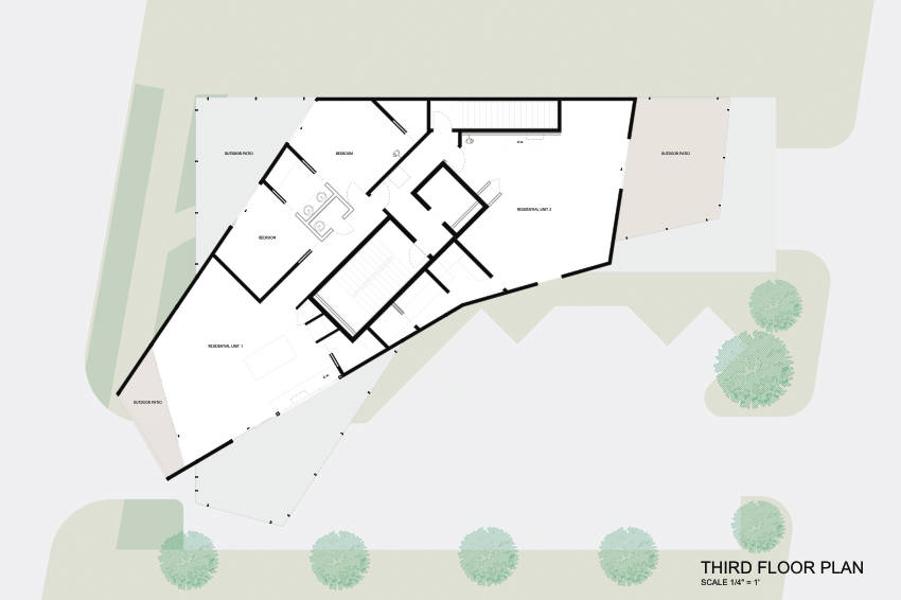 OUTDOOR PATIO
BEDROOM
OUTDOOR PATIO
RESIDENTIAL UNIT 2
BEDROOM
RESIDENTIAL UNIT 1
OUTDOOR PATIO
THIRD FLOOR PLAN
SCALE 1/4" = 1'